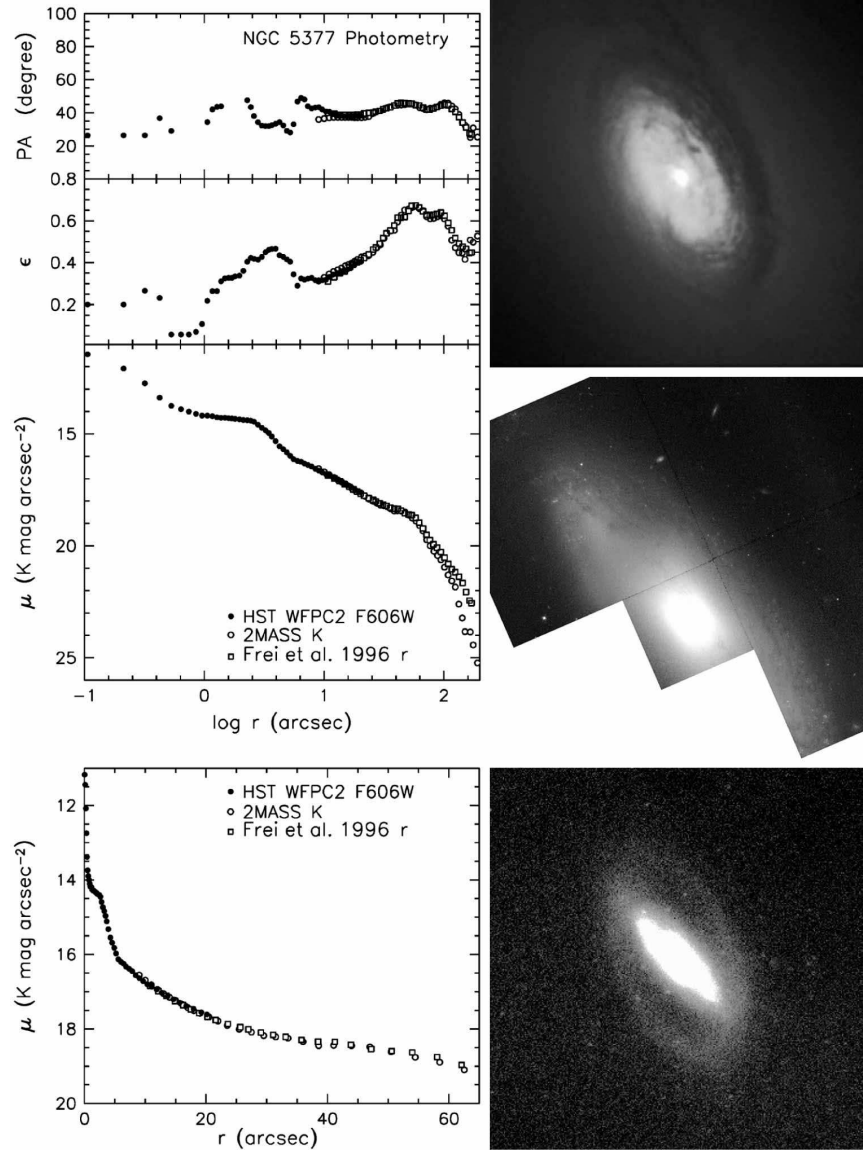 NGC 5377 Photometry
100
80
60
40
20
PA (degree)
0.8
0.6
0.4
0.2
ϵ
15
20
25
μ (K mag arcsec⁻²)
HST WFPC2 F606W
2MASS K
Frei et al. 1996 r
−1
0
1
2
log r (arcsec)
12
14
16
18
20
μ (K mag arcsec⁻²)
HST WFPC2 F606W
2MASS K
Frei et al. 1996 r
0
20
40
60
r (arcsec)